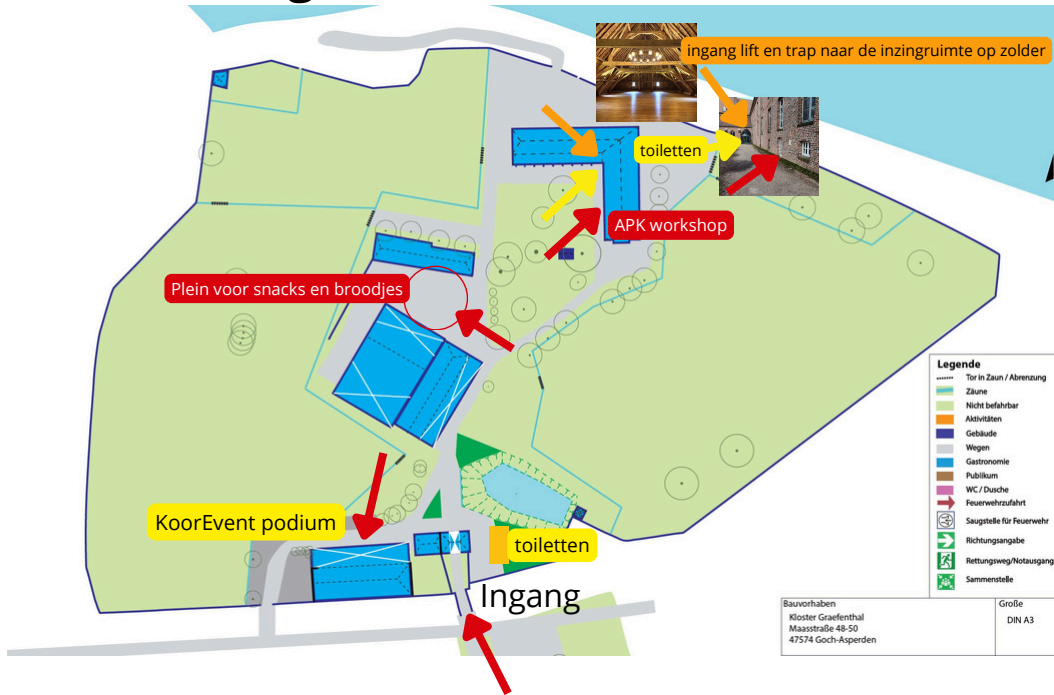 ingang lift en trap naar de inzingruimte op zolder
toiletten
APK workshop
Plein voor snacks en broodjes
KoorEvent podium
toiletten
Ingang
Legende
Tor in Zaun / Abrenzung
Zäune
Nicht befahrbar
Aktivitäten
Gebäude
Wegen
Gastronomie
Publikum
WC / Dusche
Feuerwehrzufahrt
Saugstelle für Feuerwehr
Richtungsangabe
Rettungsweg/Notausgang
Sammenstelle
Bauvorhaben
Kloster Graefenthal
Maasstraße 48-50
47574 Goch-Asperden
Große
DIN A3